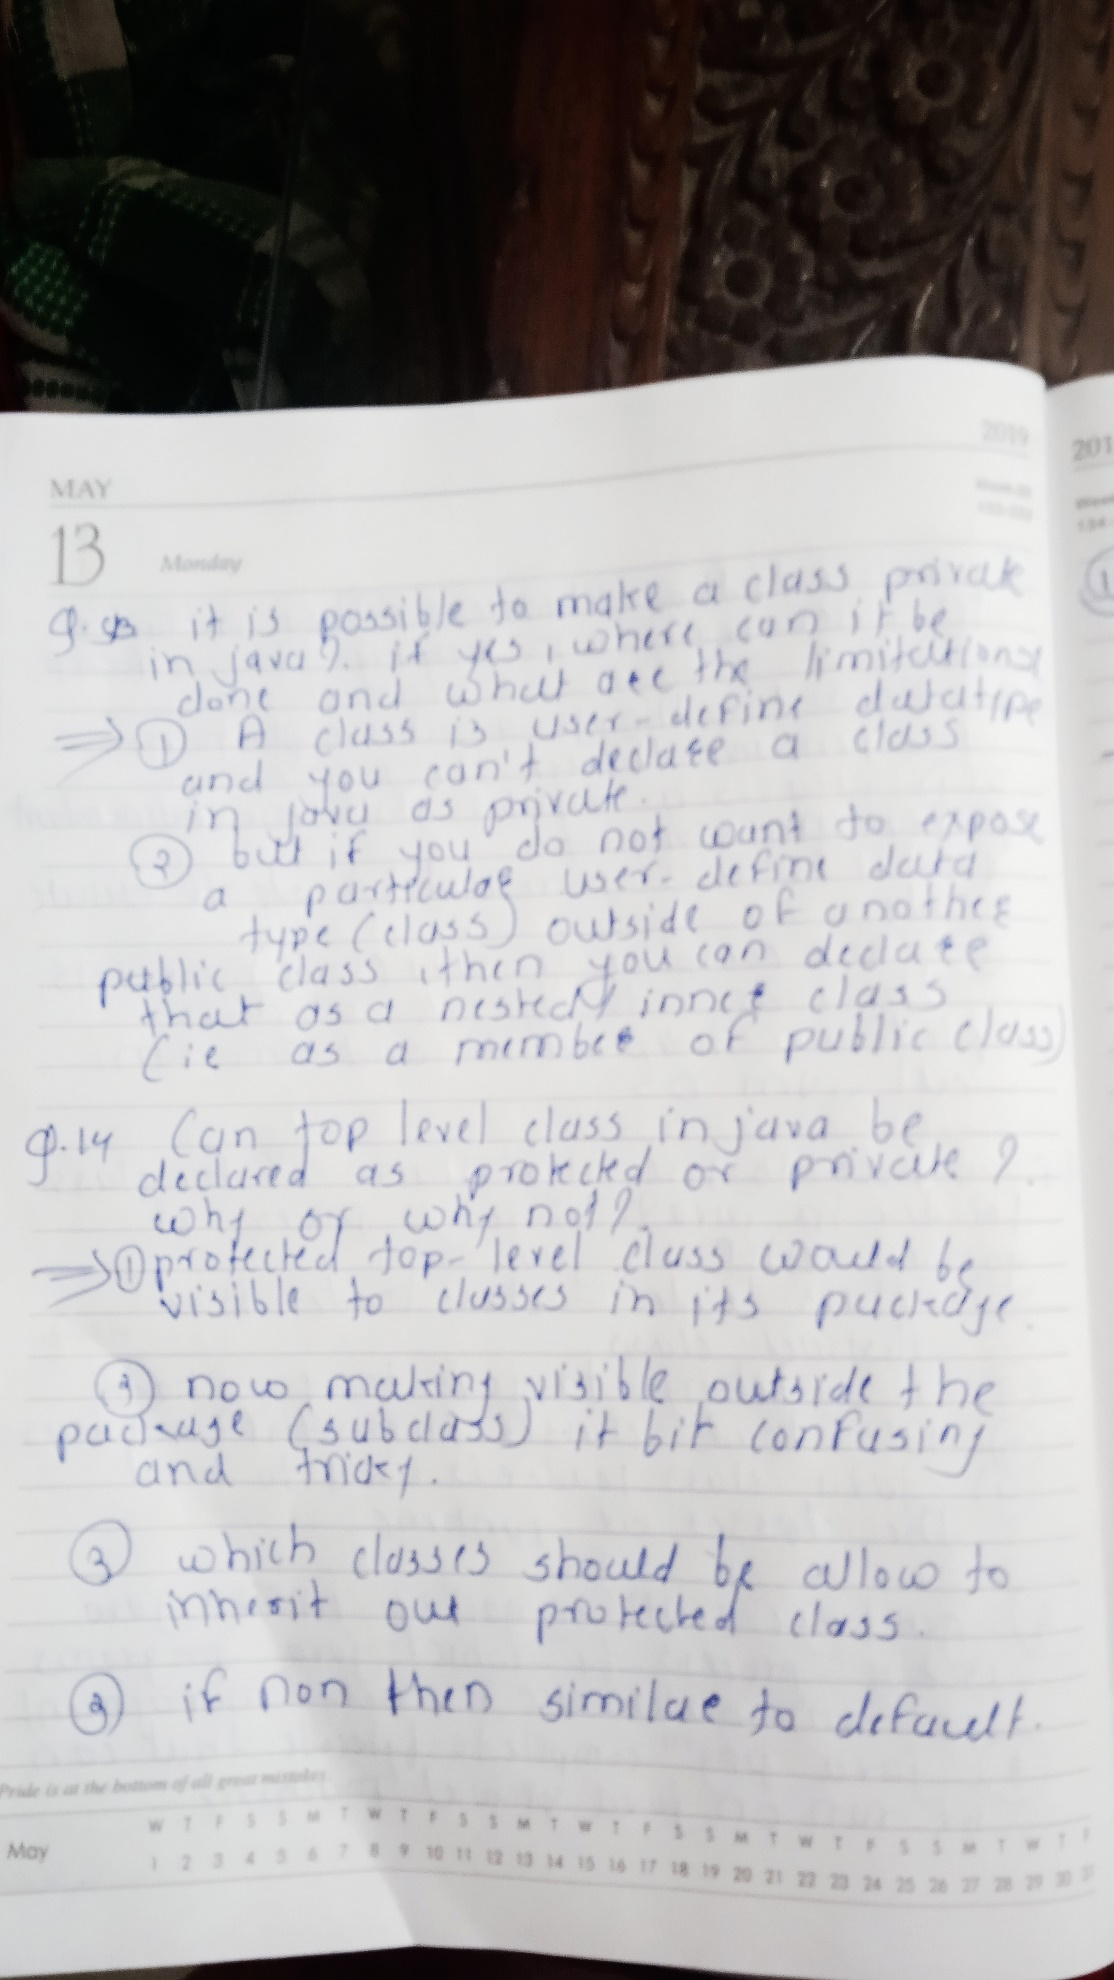 2019
MAY
201
13
Monday
1
Q. it is possible to make a class private
in java ?. if yes, where can it be
done and what are the limitations
⇒ ① A class is user-define datatype
and you can't declare a class
in java as private.
② but if you do not want to expose
a particular user-define data
type (class) outside of another
public class, then you can declare
that as a nested/ inner class
(ie as a member of public class)
Q.14 Can top level class in java be
declared as protected or private ?
why or why not?
⇒ ① protected top-level class would be
visible to classes in its package.
now making visible outside the
package (subclass) it bit confusing
and tricky.
③ which classes should be allow to
inherit our protected class.
③ if non then similar to default.
Pride is at the bottom of all great mistakes.
W T F S S M T W T F S S M T W T F S S M T W T F S S M T W T F
May 1 2 3 4 5 6 7 8 9 10 11 12 13 14 15 16 17 18 19 20 21 22 23 24 25 26 27 28 29 30 31